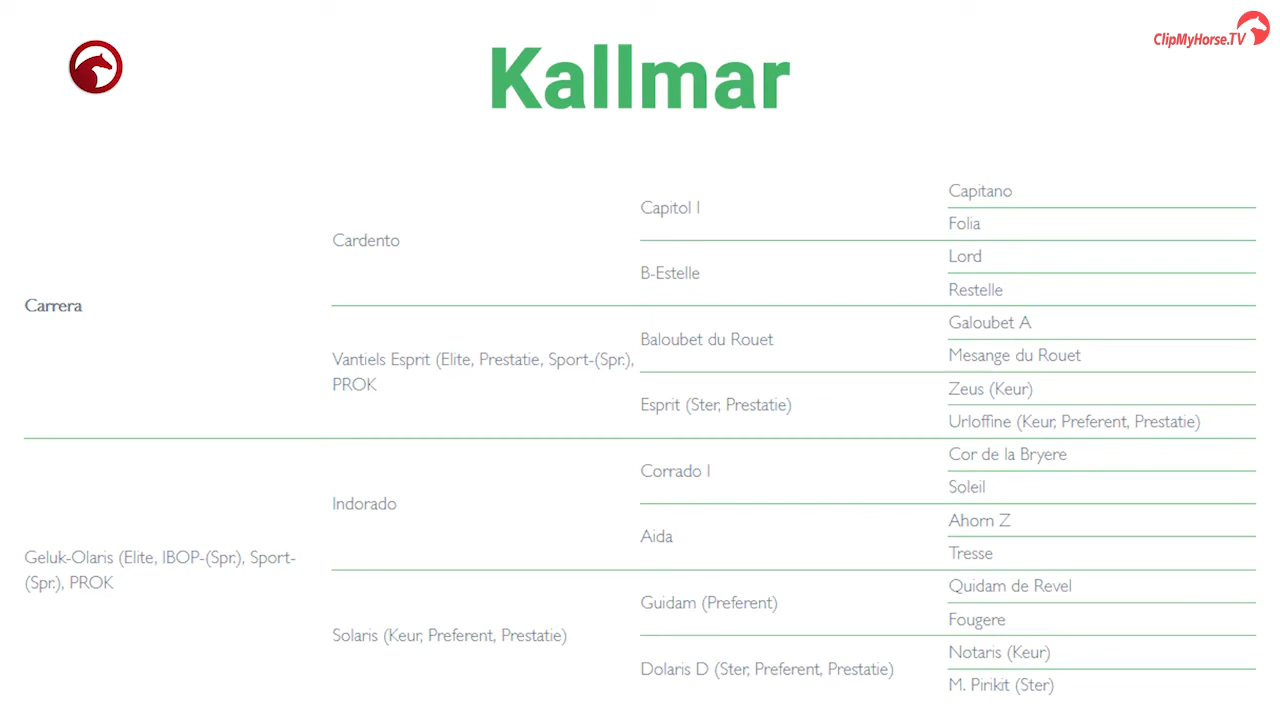 ClipMyHorse.TV
Kallmar
Capitano
Capitol I
Folia
Cardento
Lord
B-Estelle
Restelle
Carrera
Galoubet A
Baloubet du Rouet
Mesange du Rouet
Vantiels Esprit (Elite, Prestatie, Sport-(Spr.),
PROK
Zeus (Keur)
Esprit (Ster, Prestatie)
Urloffine (Keur, Preferent, Prestatie)
Cor de la Bryere
Corrado I
Soleil
Indorado
Ahorn Z
Aida
Tresse
Geluk-Olaris (Elite, IBOP-(Spr.), Sport-
(Spr.), PROK
Quidam de Revel
Guidam (Preferent)
Fougere
Solaris (Keur, Preferent, Prestatie)
Notaris (Keur)
Dolaris D (Ster, Preferent, Prestatie)
M. Pirikit (Ster)